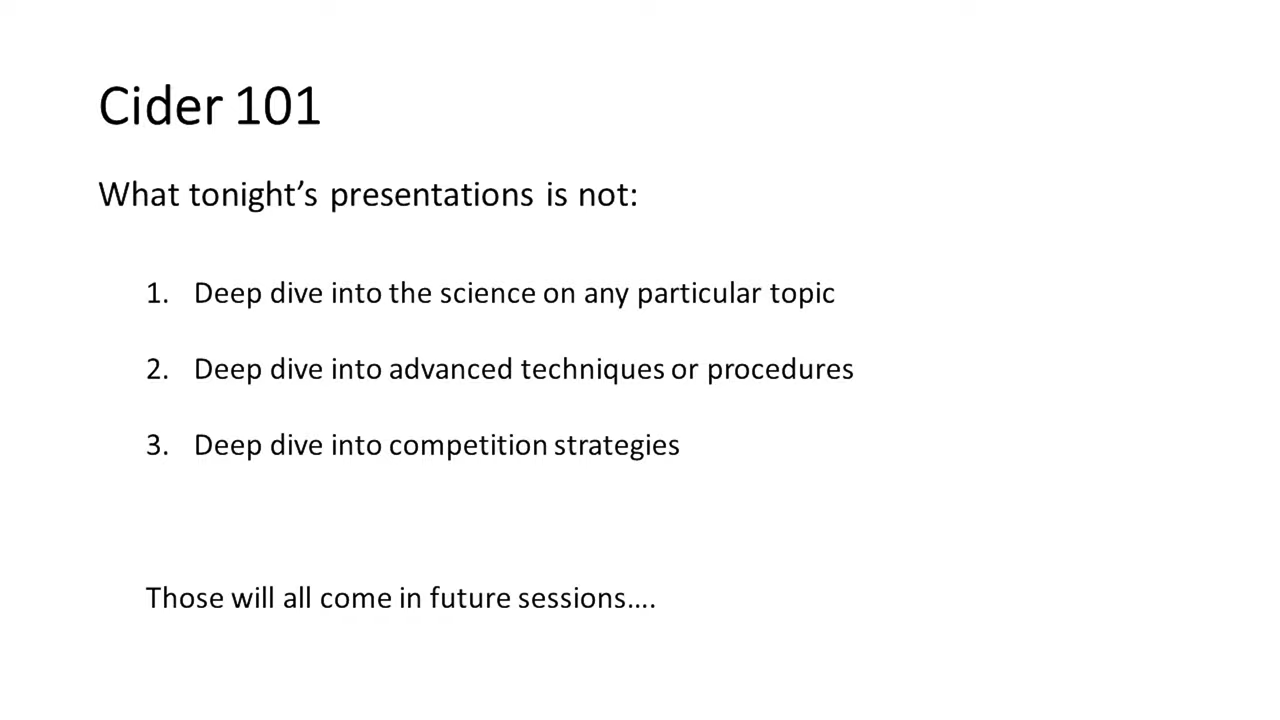 Cider 101
What tonight’s presentations is not:
1. Deep dive into the science on any particular topic
2. Deep dive into advanced techniques or procedures
3. Deep dive into competition strategies
Those will all come in future sessions....